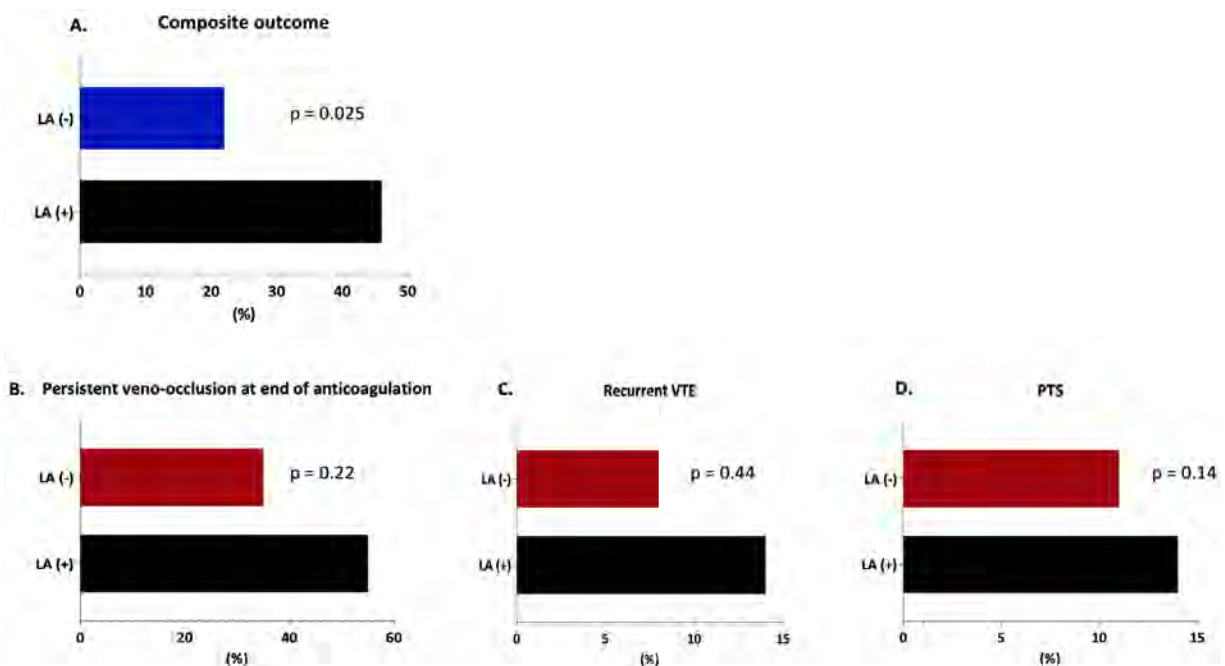 A. Composite outcome
LA (-)
p = 0.025
LA (+)
0 10 20 30 40 50
(%)
B. Persistent veno-occlusion at end of anticoagulation
LA (-)
p = 0.22
LA (+)
0 20 40 60
(%)
C. Recurrent VTE
LA (-)
p = 0.44
LA (+)
0 5 10 15
(%)
D. PTS
LA (-)
p = 0.14
LA (+)
0 5 10 15
(%)